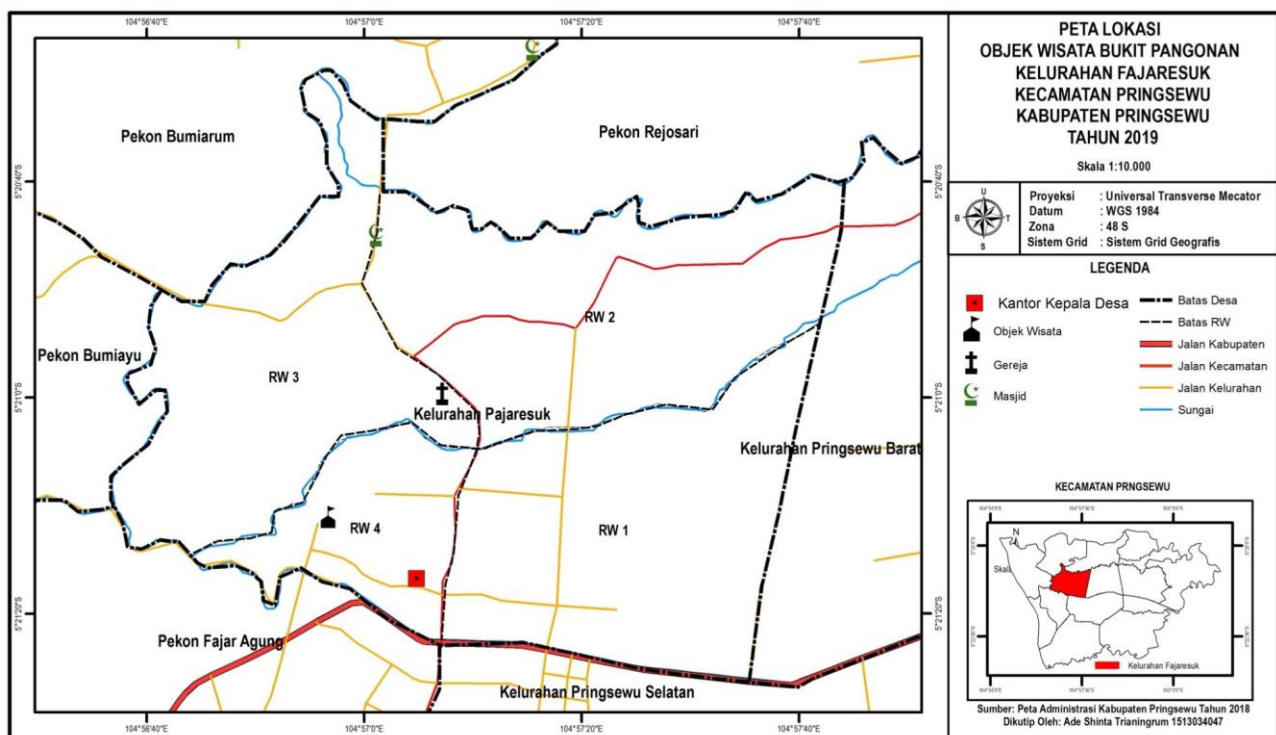 PETA LOKASI
OBJEK WISATA BUKIT PANGONAN
KELURAHAN FAJARESUK
KECAMATAN PRINGSEWU
KABUPATEN PRINGSEWU
TAHUN 2019
Skala 1:10.000
U
B T
S
Proyeksi : Universal Transverse Mecator
Datum : WGS 1984
Zona : 48 S
Sistem Grid : Sistem Grid Geografis
LEGENDA
Kantor Kepala Desa
Objek Wisata
Gereja
Masjid
Batas Desa
Batas RW
Jalan Kabupaten
Jalan Kecamatan
Jalan Kelurahan
Sungai
KECAMATAN PRNGSEWU
N
Kelurahan Fajaresuk
Sumber: Peta Administrasi Kabupaten Pringsewu Tahun 2018
Dikutip Oleh: Ade Shinta Trianingrum 1513034047
104°56'40"E 104°57'0"E 104°57'20"E 104°57'40"E
Pekon Bumiarum
Pekon Rejosari
5°20'40"S 5°20'40"S
RW 2
Pekon Bumiayu
RW 3
5°21'0"S 5°21'0"S
Kelurahan Pajaresuk
Kelurahan Pringsewu Barat
RW 4
RW 1
5°21'20"S 5°21'20"S
Pekon Fajar Agung
Kelurahan Pringsewu Selatan
104°56'40"E 104°57'0"E 104°57'20"E 104°57'40"E